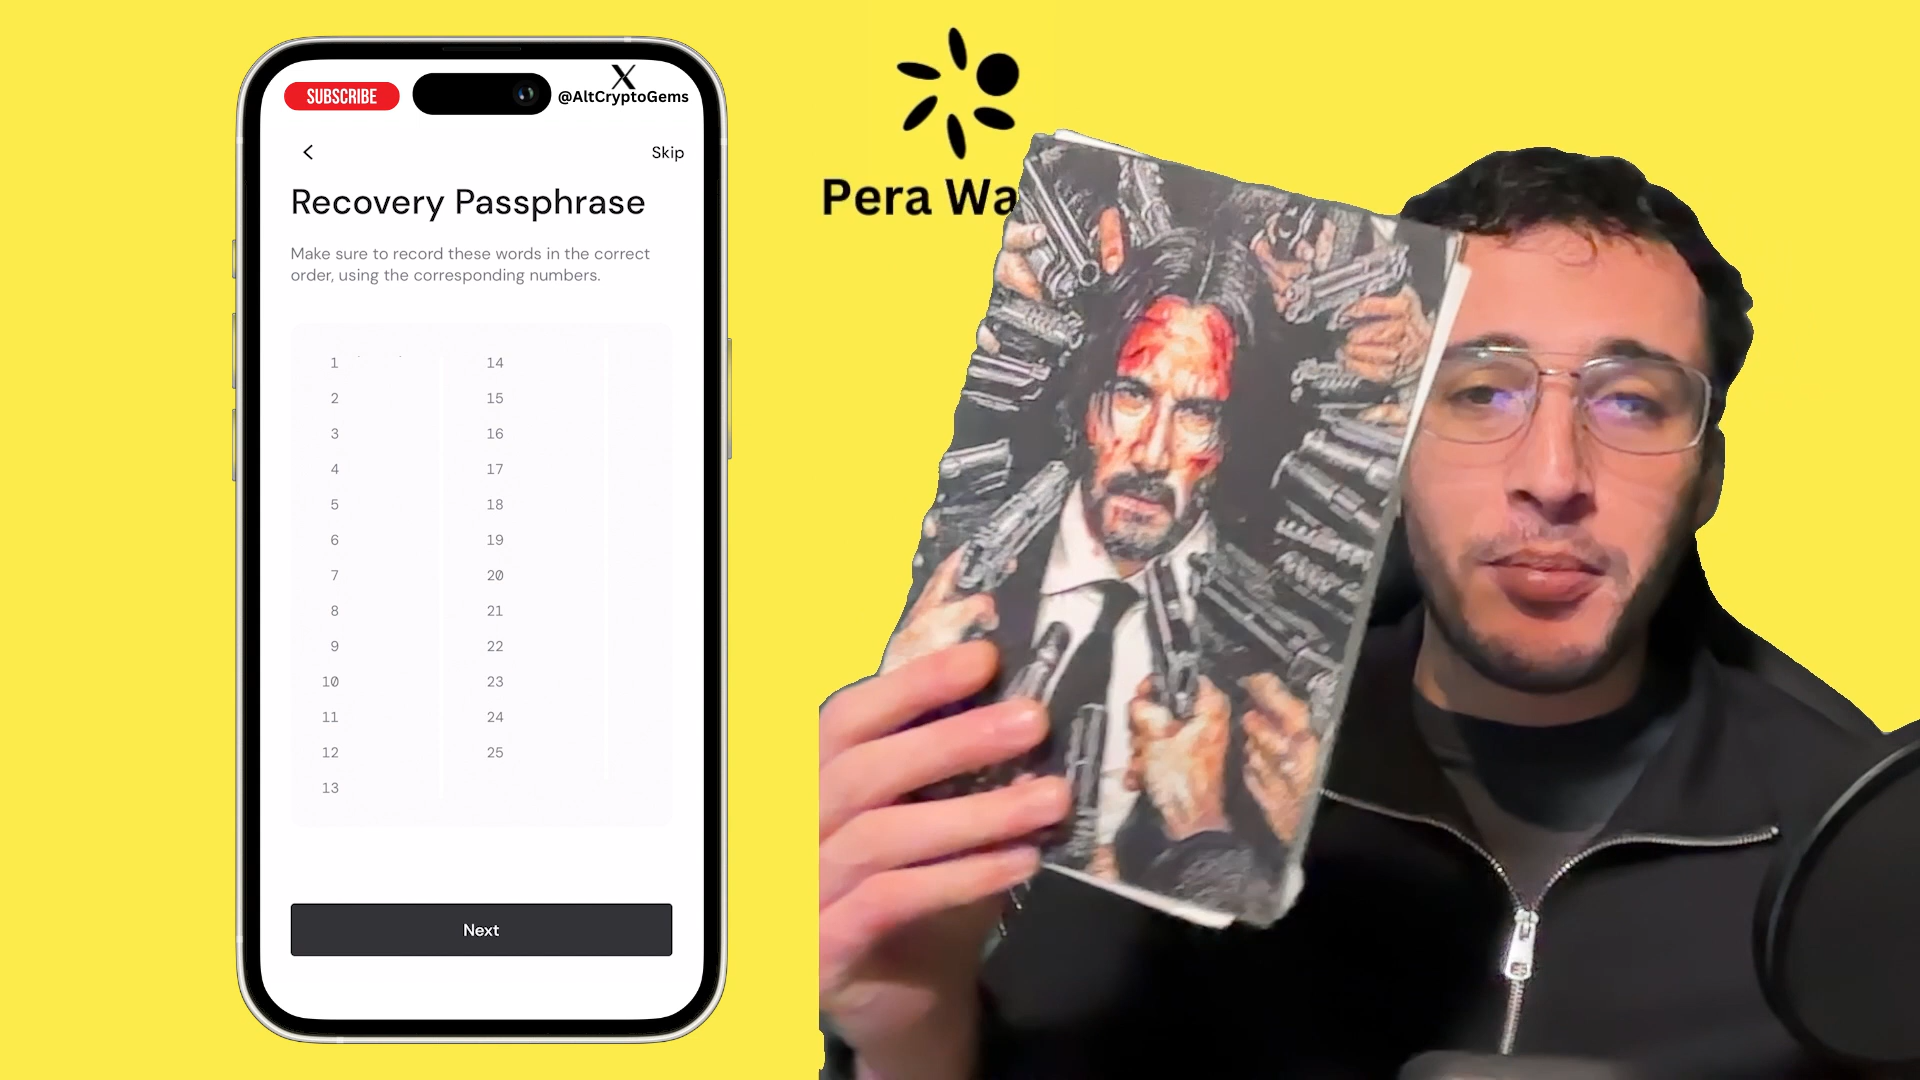 SUBSCRIBE
X
@AltCryptoGems
Skip
Recovery Passphrase
Make sure to record these words in the correct
order, using the corresponding numbers.
1 14
2 15
3 16
4 17
5 18
6 19
7 20
8 21
9 22
10 23
11 24
12 25
13
Next
Pera Wa